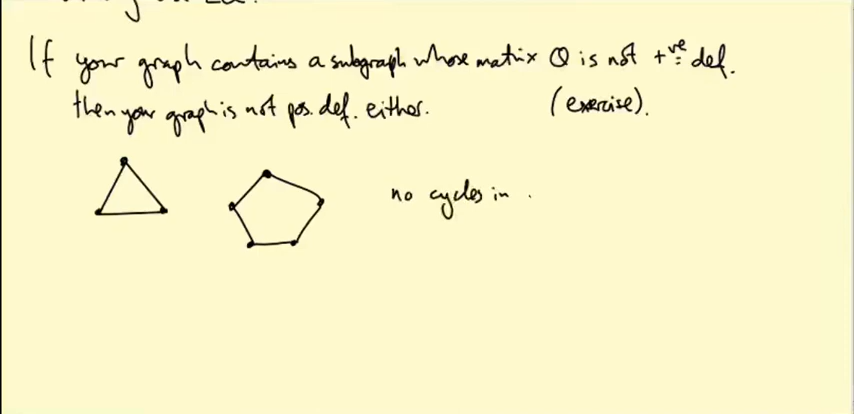 If your graph contains a subgraph whose matrix Q is not +ve def.
then your graph is not pos. def. either. (exercise).
no cycles in